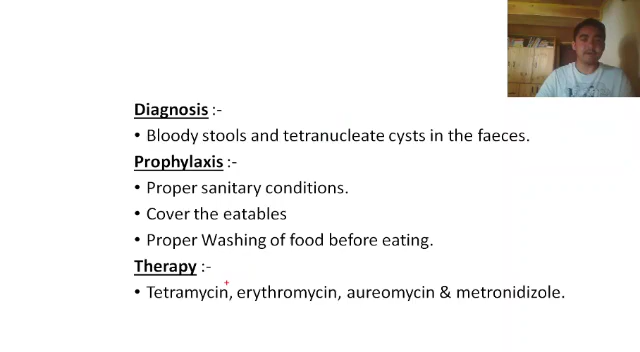 Diagnosis :-
• Bloody stools and tetranucleate cysts in the faeces.
Prophylaxis :-
• Proper sanitary conditions.
• Cover the eatables
• Proper Washing of food before eating.
Therapy :-
• Tetramycin, erythromycin, aureomycin & metronidizole.